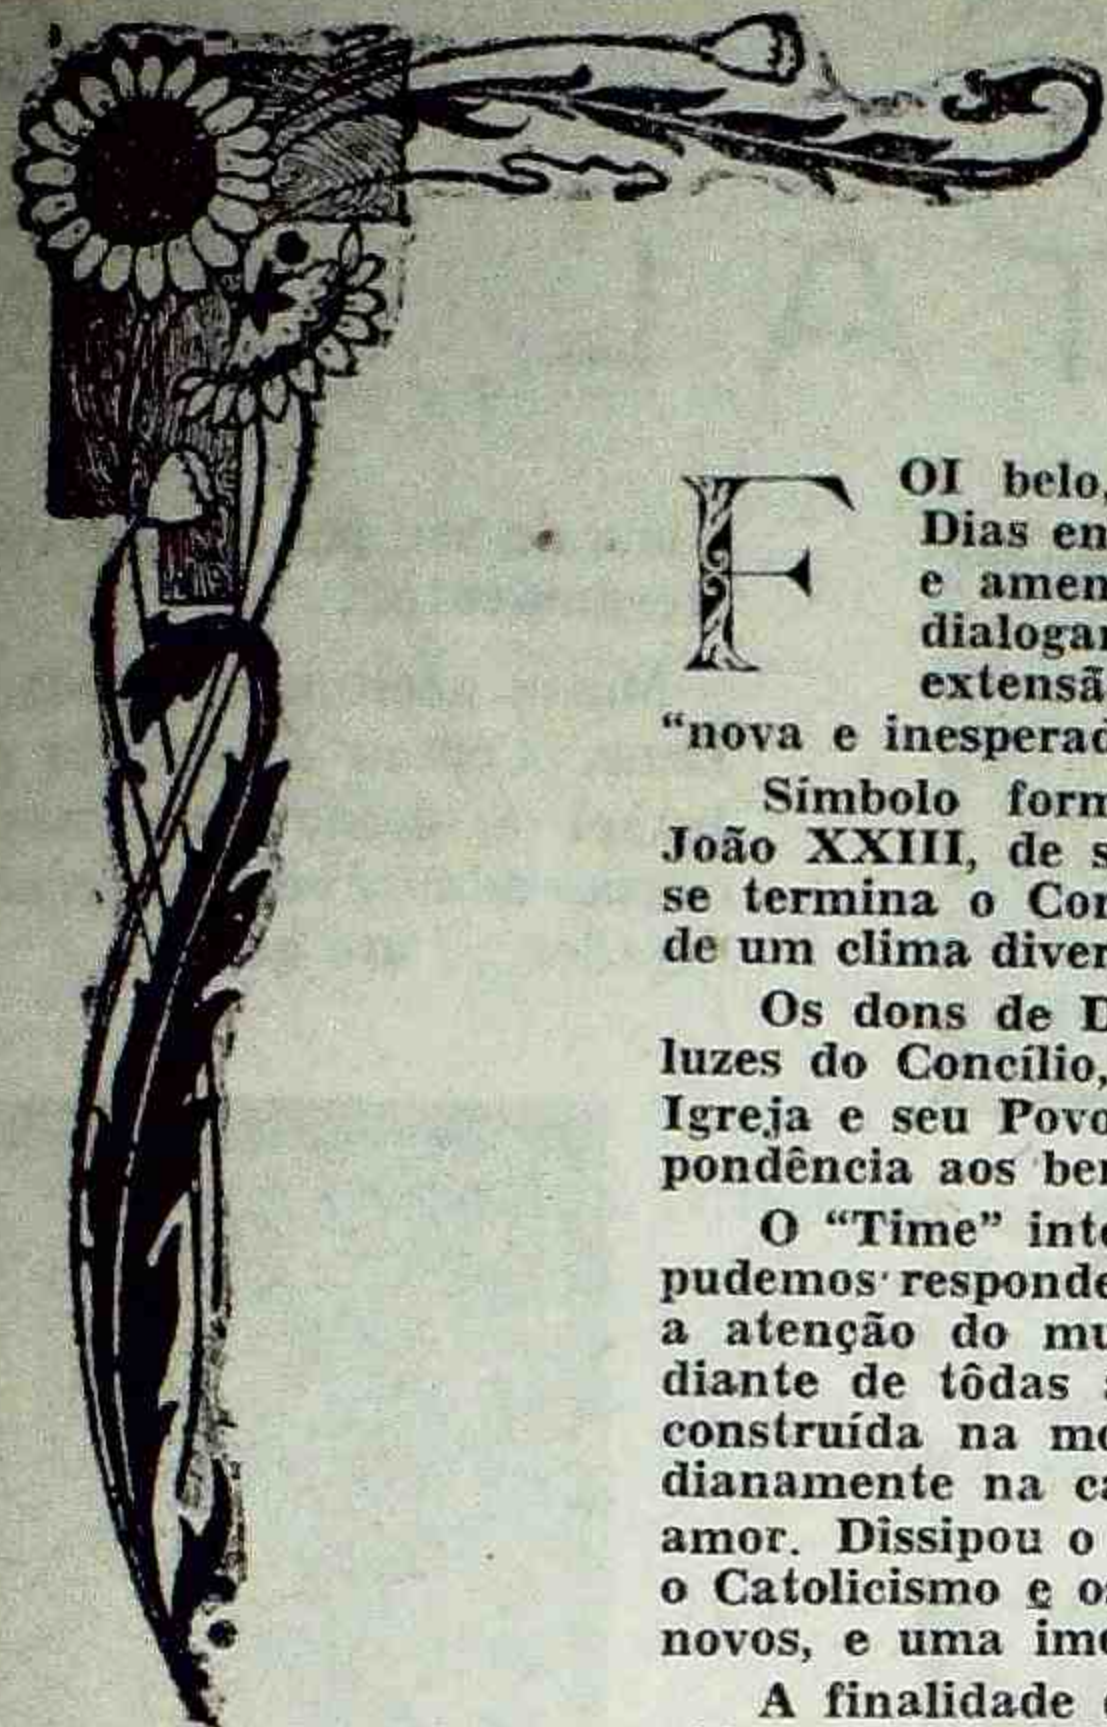 FOI belo,
Dias en
e amen
dialogar
extensã
“nova e inesperad
Símbolo form
João XXIII, de s
se termina o Con
de um clima diver
Os dons de D
luzes do Concílio,
Igreja e seu Povo
pondência aos ben
O “Time” inte
pudemos responde
a atenção do mu
diante de tôdas
construída na mo
dianamente na ca
amor. Dissipou o
o Catolicismo e o
novos, e uma ime
A finalidade